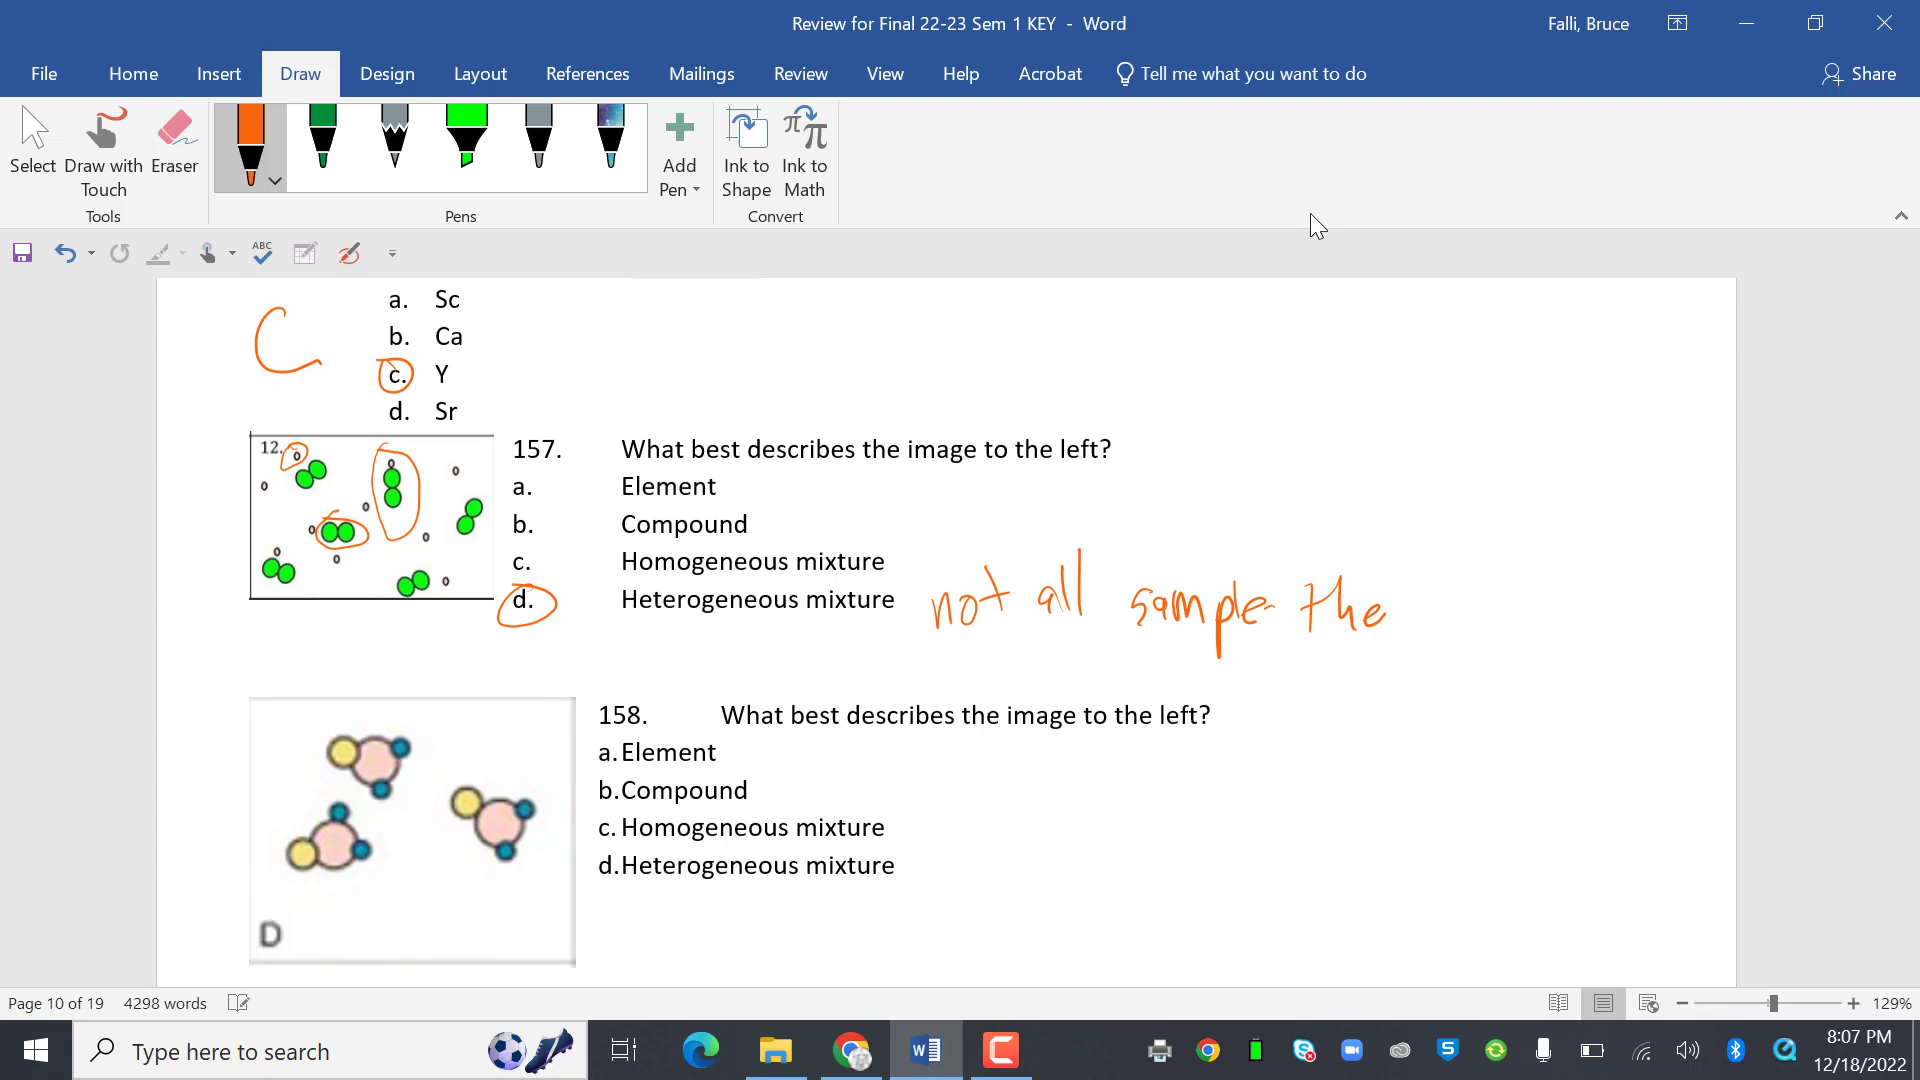 Review for Final 22-23 Sem 1 KEY - Word
Falli, Bruce
File Home Insert Draw Design Layout References Mailings Review View Help Acrobat Tell me what you want to do Share
Select Draw with Touch Eraser Add Pen Ink to Shape Ink to Math
Tools Pens Convert
ABC
a. Sc
b. Ca
C c. Y
d. Sr
12.
157. What best describes the image to the left?
a. Element
b. Compound
c. Homogeneous mixture
d. Heterogeneous mixture not all sample the
158. What best describes the image to the left?
a. Element
b. Compound
c. Homogeneous mixture
d. Heterogeneous mixture
D
Page 10 of 19 4298 words 129%
Type here to search
8:07 PM
12/18/2022